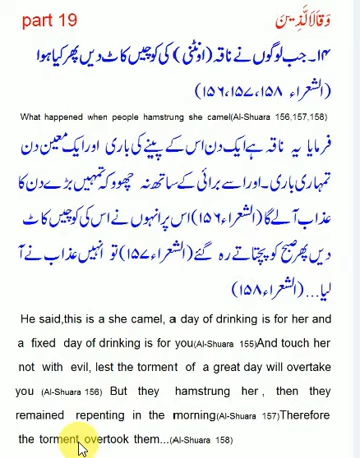 part 19
وَقَالَ الَّذِينَ
۱۴۔ جب لوگوں نے ناقہ (اونٹنی) کی کوچیں کاٹ دیں پھر کیا ہوا
(الشعراء ۱۵۶،۱۵۷،۱۵۸)
What happened when people hamstrung she camel(Al-Shuara 156,157,158)
فرمایا یہ ناقہ ہے ایک دن اس کے پینے کی باری اور ایک معین دن
تمہاری باری۔ اور اسے برائی کے ساتھ نہ چھوو کہ تمہیں بڑے دن کا
عذاب آلے گا (الشعراء ۱۵۶) اس پر انہوں نے اس کی کوچیں کاٹ
دیں پھر صبح کو پچتاتے رہ گئے (الشعراء ۱۵۷) تو انہیں عذاب نے آ
لیا... (الشعراء ۱۵۸)
He said,this is a she camel, a day of drinking is for her and
a fixed day of drinking is for you(Al-Shuara 155)And touch her
not with evil, lest the torment of a great day will overtake
you (Al-Shuara 156) But they hamstrung her , then they
remained repenting in the morning(Al-Shuara 157)Therefore
the torment overtook them...(Al-Shuara 158)